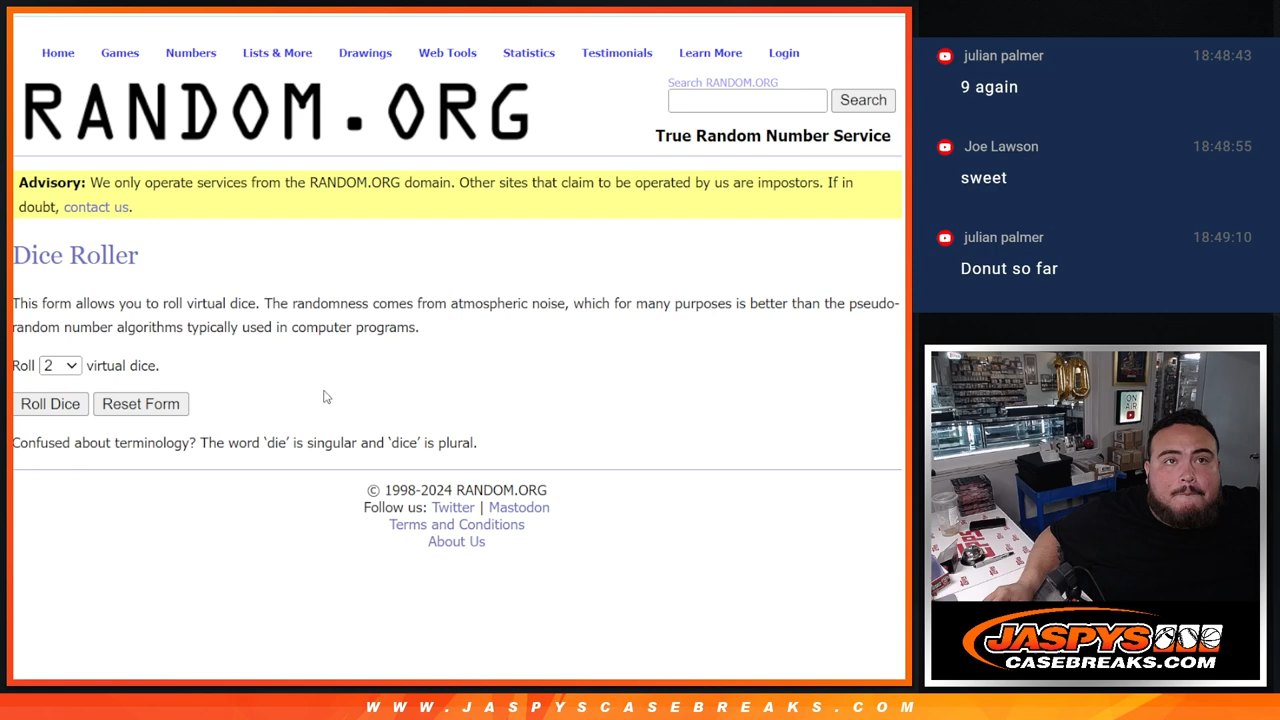 Home Games Numbers Lists & More Drawings Web Tools Statistics Testimonials Learn More Login
RANDOM.ORG
Search RANDOM.ORG
Search
True Random Number Service
Advisory: We only operate services from the RANDOM.ORG domain. Other sites that claim to be operated by us are impostors. If in
doubt, contact us.
Dice Roller
This form allows you to roll virtual dice. The randomness comes from atmospheric noise, which for many purposes is better than the pseudo-
random number algorithms typically used in computer programs.
Roll 2 virtual dice.
Roll Dice Reset Form
Confused about terminology? The word ‘die’ is singular and ‘dice’ is plural.
© 1998-2024 RANDOM.ORG
Follow us: Twitter | Mastodon
Terms and Conditions
About Us
julian palmer 18:48:43
9 again
Joe Lawson 18:48:55
sweet
julian palmer 18:49:10
Donut so far
10
ON
AIR
JASPYS
CASEBREAKS.COM
WWW.JASPYSCASEBREAKS.COM